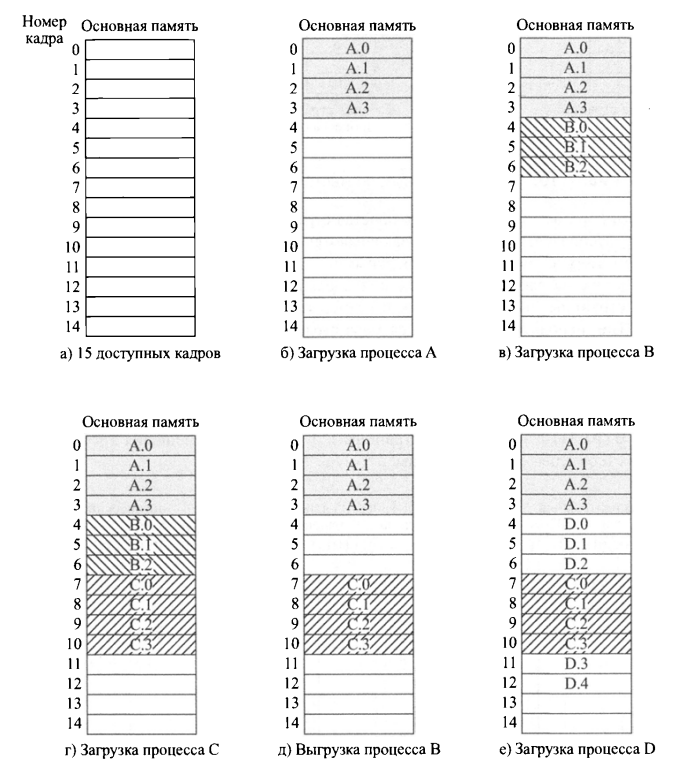 Номер кадра
Основная память
0
1
2
3
4
5
6
7
8
9
10
11
12
13
14
а) 15 доступных кадров
Основная память
0 A.0
1 A.1
2 A.2
3 A.3
4
5
6
7
8
9
10
11
12
13
14
б) Загрузка процесса A
Основная память
0 A.0
1 A.1
2 A.2
3 A.3
4 B.0
5 B.1
6 B.2
7
8
9
10
11
12
13
14
в) Загрузка процесса B
Основная память
0 A.0
1 A.1
2 A.2
3 A.3
4 B.0
5 B.1
6 B.2
7 C.0
8 C.1
9 C.2
10 C.3
11
12
13
14
г) Загрузка процесса C
Основная память
0 A.0
1 A.1
2 A.2
3 A.3
4
5
6
7 C.0
8 C.1
9 C.2
10 C.3
11
12
13
14
д) Выгрузка процесса B
Основная память
0 A.0
1 A.1
2 A.2
3 A.3
4 D.0
5 D.1
6 D.2
7 C.0
8 C.1
9 C.2
10 C.3
11 D.3
12 D.4
13
14
е) Загрузка процесса D